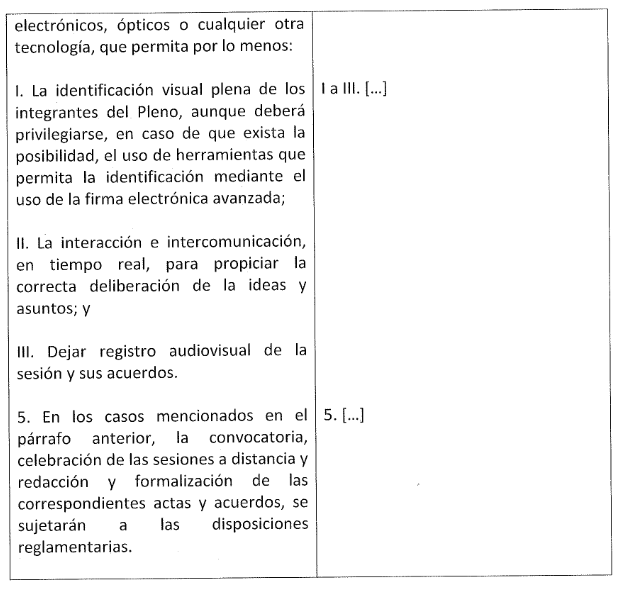 electrónicos, ópticos o cualquier otra
tecnología, que permita por lo menos:
I. La identificación visual plena de los
integrantes del Pleno, aunque deberá
privilegiarse, en caso de que exista la
posibilidad, el uso de herramientas que
permita la identificación mediante el
uso de la firma electrónica avanzada;
I a III. [...]
II. La interacción e intercomunicación,
en tiempo real, para propiciar la
correcta deliberación de la ideas y
asuntos; y
III. Dejar registro audiovisual de la
sesión y sus acuerdos.
5. En los casos mencionados en el
párrafo anterior, la convocatoria,
celebración de las sesiones a distancia y
redacción y formalización de las
correspondientes actas y acuerdos, se
sujetarán a las disposiciones
reglamentarias.
5. [...]